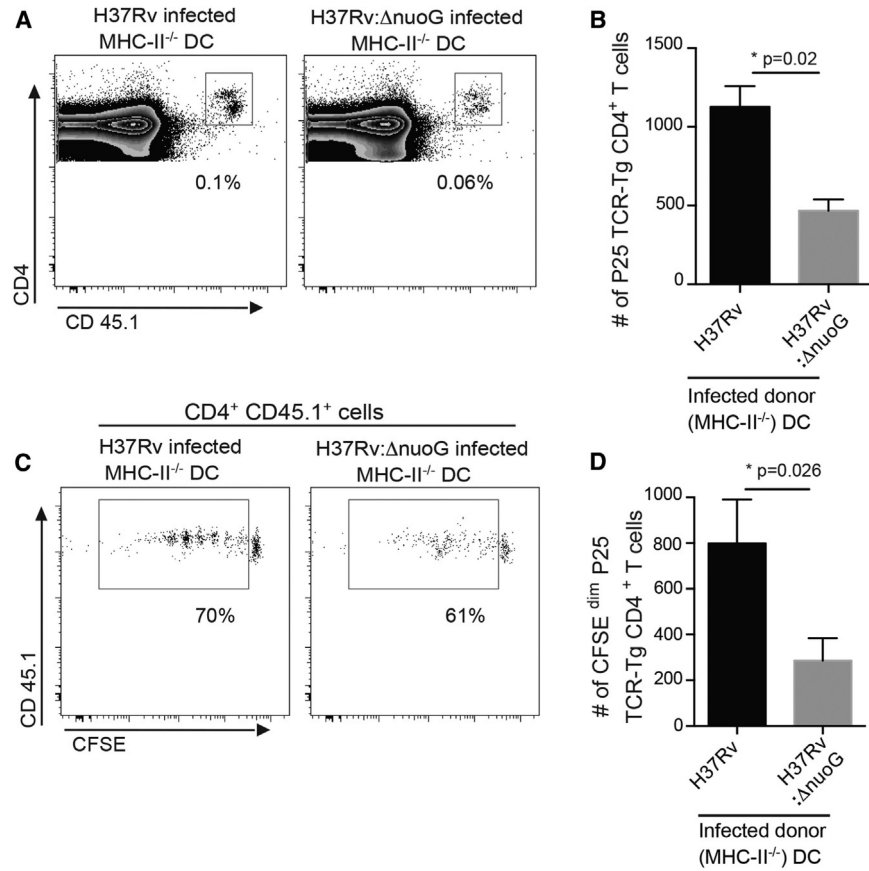 A
H37Rv infected
MHC-II-/- DC
H37Rv:ΔnuoG infected
MHC-II-/- DC
0.1%
0.06%
CD4
CD 45.1
B
* p=0.02
# of P25 TCR-Tg CD4+ T cells
1500
1000
500
0
H37Rv
H37Rv
:ΔnuoG
Infected donor
(MHC-II-/-) DC
CD4+ CD45.1+ cells
C
H37Rv infected
MHC-II-/- DC
H37Rv:ΔnuoG infected
MHC-II-/- DC
70%
61%
CD 45.1
CFSE
D
* p=0.026
# of CFSE dim P25
TCR-Tg CD4 + T cells
1000
800
600
400
200
0
H37Rv
H37Rv
:ΔnuoG
Infected donor
(MHC-II-/-) DC